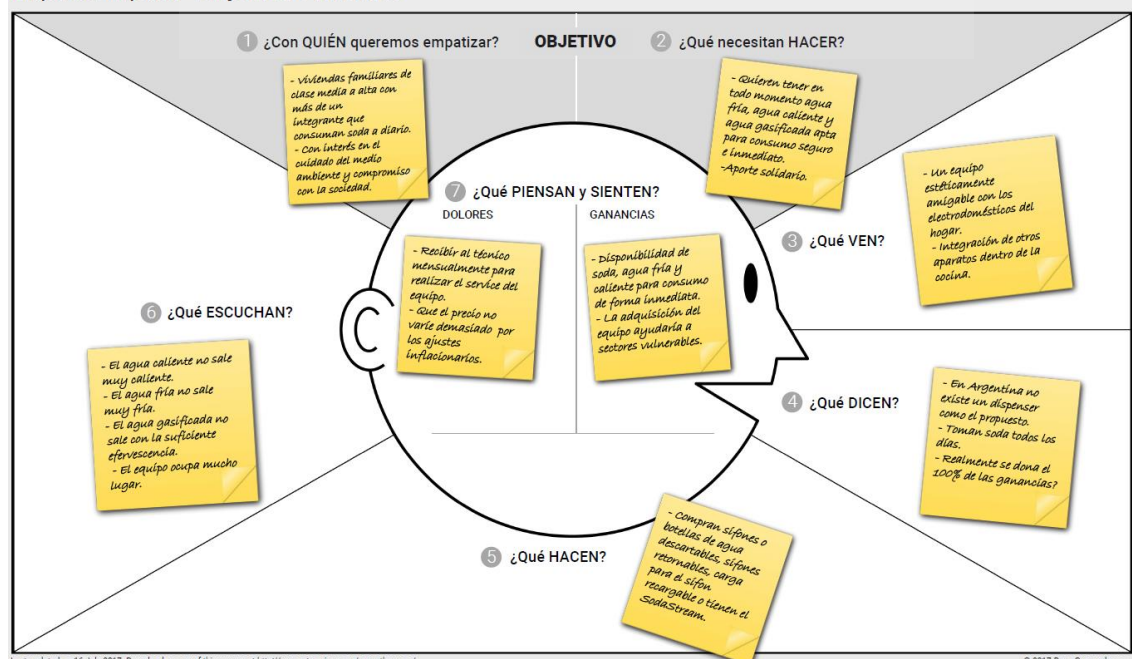 1 ¿Con QUIÉN queremos empatizar?
OBJETIVO
2 ¿Qué necesitan HACER?
- Viviendas familiares de
clase media a alta con
más de un
integrante que
consuman soda a diario.
- Con interés en el
cuidado del medio
ambiente y compromiso
con la sociedad.
- Quieren tener en
todo momento agua
fría, agua caliente y
agua gasificada apta
para consumo seguro
e inmediato.
-Aporte solidario.
3 ¿Qué VEN?
- Un equipo
estéticamente
amigable con los
electrodomésticos del
hogar.
- Integración de otros
aparatos dentro de la
cocina.
4 ¿Qué DICEN?
- En Argentina no
existe un dispenser
como el propuesto.
- Toman soda todos los
días.
- Realmente se dona el
100% de las ganancias?
5 ¿Qué HACEN?
- Compran sifones o
botellas de agua
descartables, sifones
retornables, carga
para el sifon
recargable o tienen el
SodaStream.
6 ¿Qué ESCUCHAN?
- El agua caliente no sale
muy caliente.
- El agua fría no sale
muy fría.
- El agua gasificada no
sale con la suficiente
efervescencia.
- El equipo ocupa mucho
lugar.
7 ¿Qué PIENSAN y SIENTEN?
DOLORES
- Recibir al técnico
mensualmente para
realizar el service del
equipo.
- Que el precio no
varíe demasiado por
los ajustes
inflacionarios.
GANANCIAS
- Disponibilidad de
soda, agua fría y
caliente para consumo
de forma inmediata.
- La adquisición del
equipo ayudaría a
sectores vulnerables.